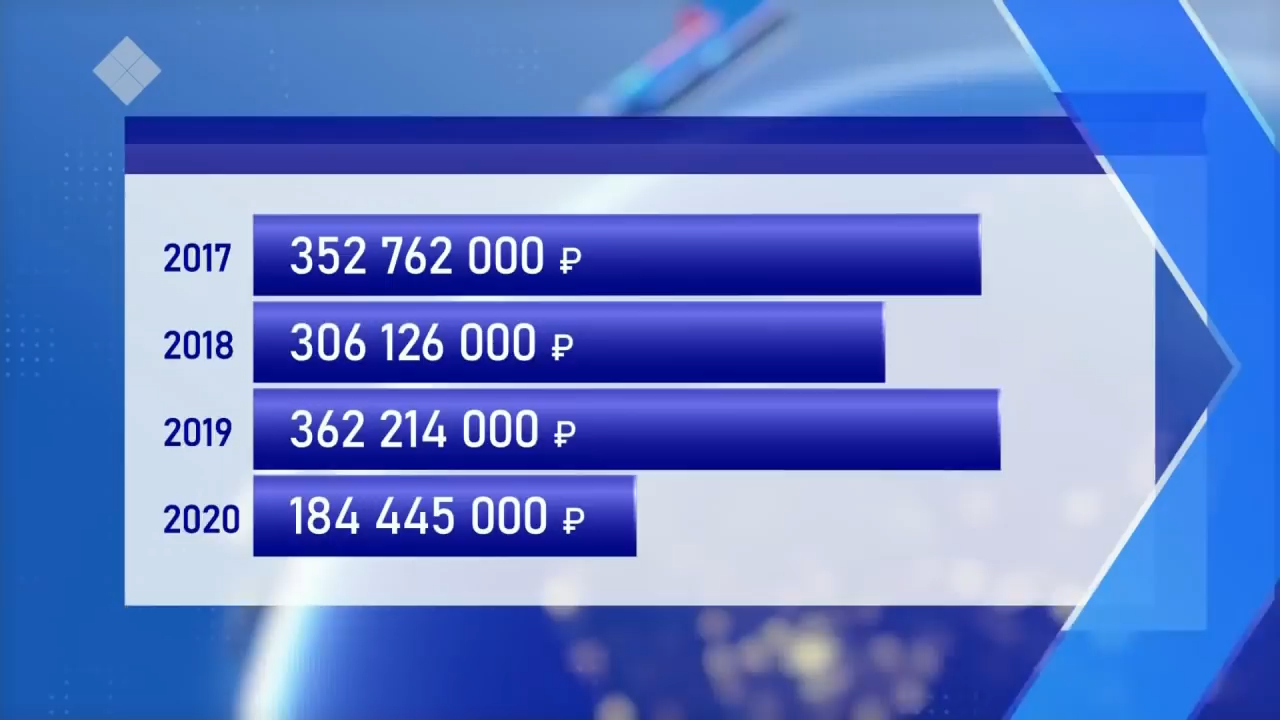 2017 352 762 000 ₽
2018 306 126 000 ₽
2019 362 214 000 ₽
2020 184 445 000 ₽